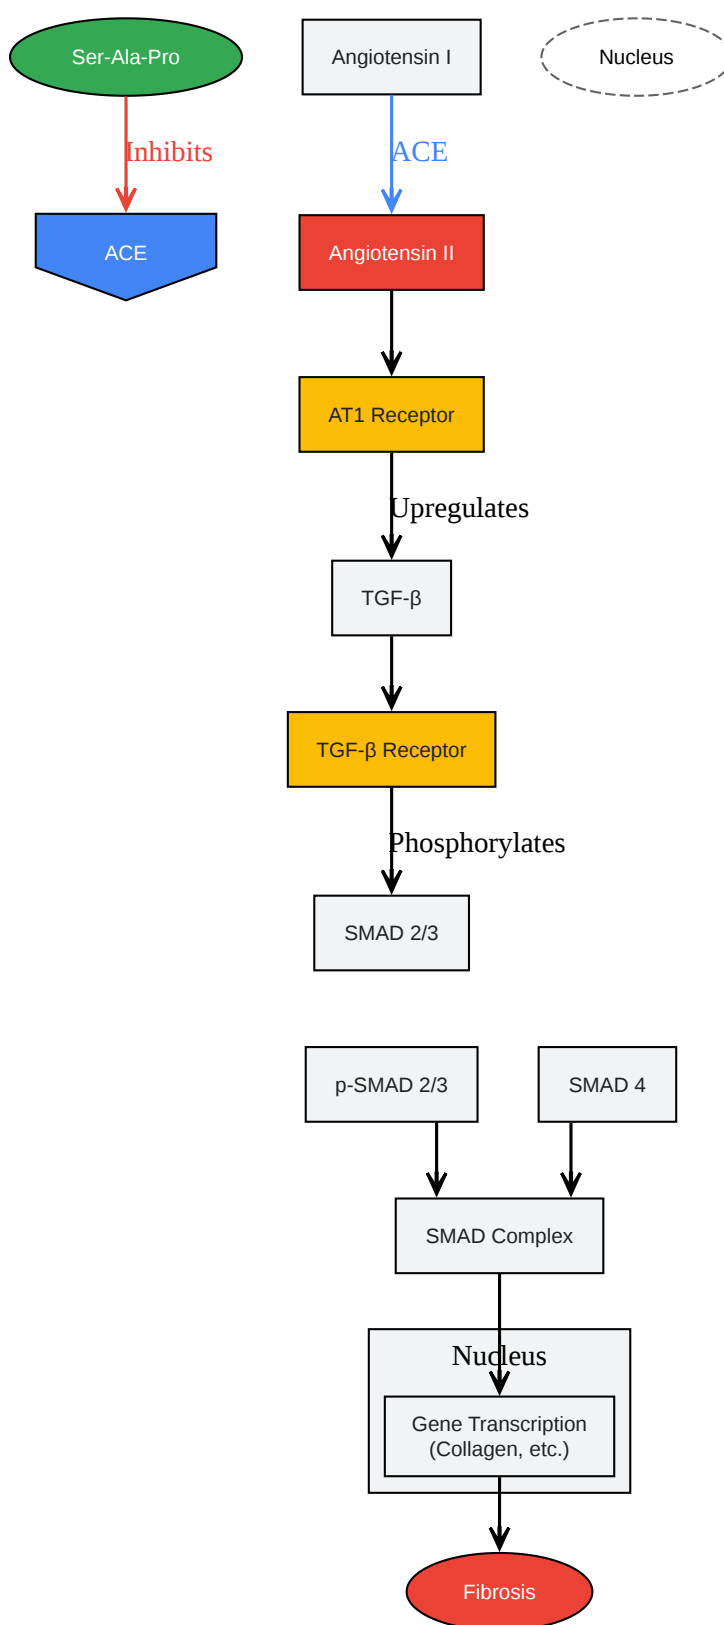 Ser-Ala-Pro
Angiotensin I
Nucleus
Inhibits
ACE
ACE
Angiotensin II
AT1 Receptor
Upregulates
TGF-β
TGF-β Receptor
Phosphorylates
SMAD 2/3
p-SMAD 2/3
SMAD 4
SMAD Complex
Nucleus
Gene Transcription
(Collagen, etc.)
Fibrosis